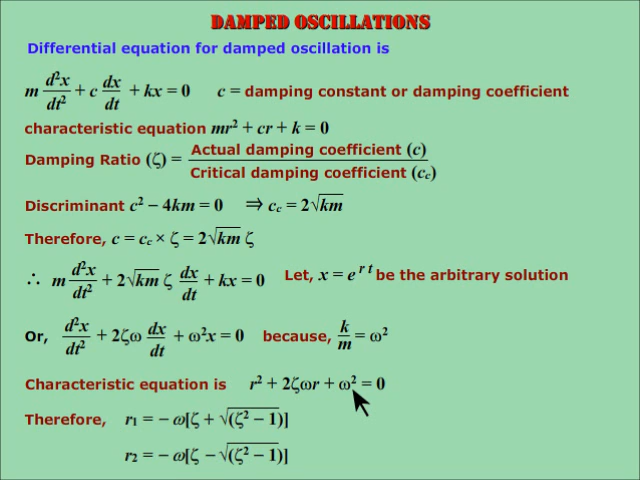 DAMPED OSCILLATIONS
Differential equation for damped oscillation is
m d²x/dt² + c dx/dt + kx = 0 c = damping constant or damping coefficient
characteristic equation mr² + cr + k = 0
Damping Ratio (ζ) = Actual damping coefficient (c) / Critical damping coefficient (c_c)
Discriminant c² – 4km = 0 ⇒ c_c = 2√km
Therefore, c = c_c × ζ = 2√km ζ
∴ m d²x/dt² + 2√km ζ dx/dt + kx = 0 Let, x = e^{r t} be the arbitrary solution
Or, d²x/dt² + 2ζω dx/dt + ω²x = 0 because, k/m = ω²
Characteristic equation is r² + 2ζωr + ω² = 0
Therefore, r₁ = – ω[ζ + √(ζ² – 1)]
r₂ = – ω[ζ – √(ζ² – 1)]